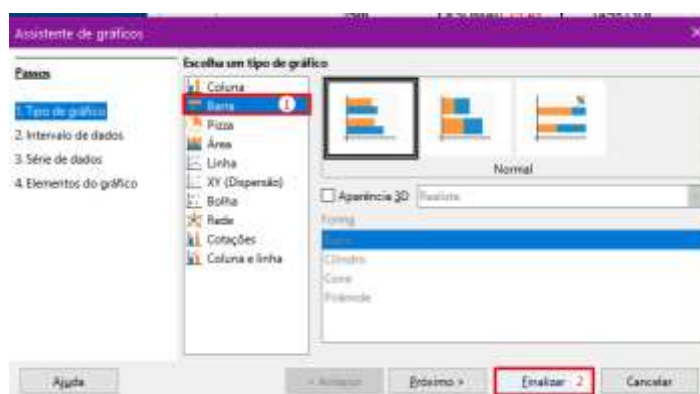 Assistente de gráficos
Passos
Escolha um tipo de gráfico
1. Tipo de gráfico
2. Intervalo de dados
3. Série de dados
4. Elementos do gráfico
Coluna
Barra 1
Pizza
Área
Linha
XY (Dispersão)
Bolha
Rede
Cotações
Coluna e linha
Normal
Aparência 3D Realista
Forma
Barra
Cilindro
Cone
Pirâmide
Ajuda
< Anterior
Próximo >
Finalizar 2
Cancelar